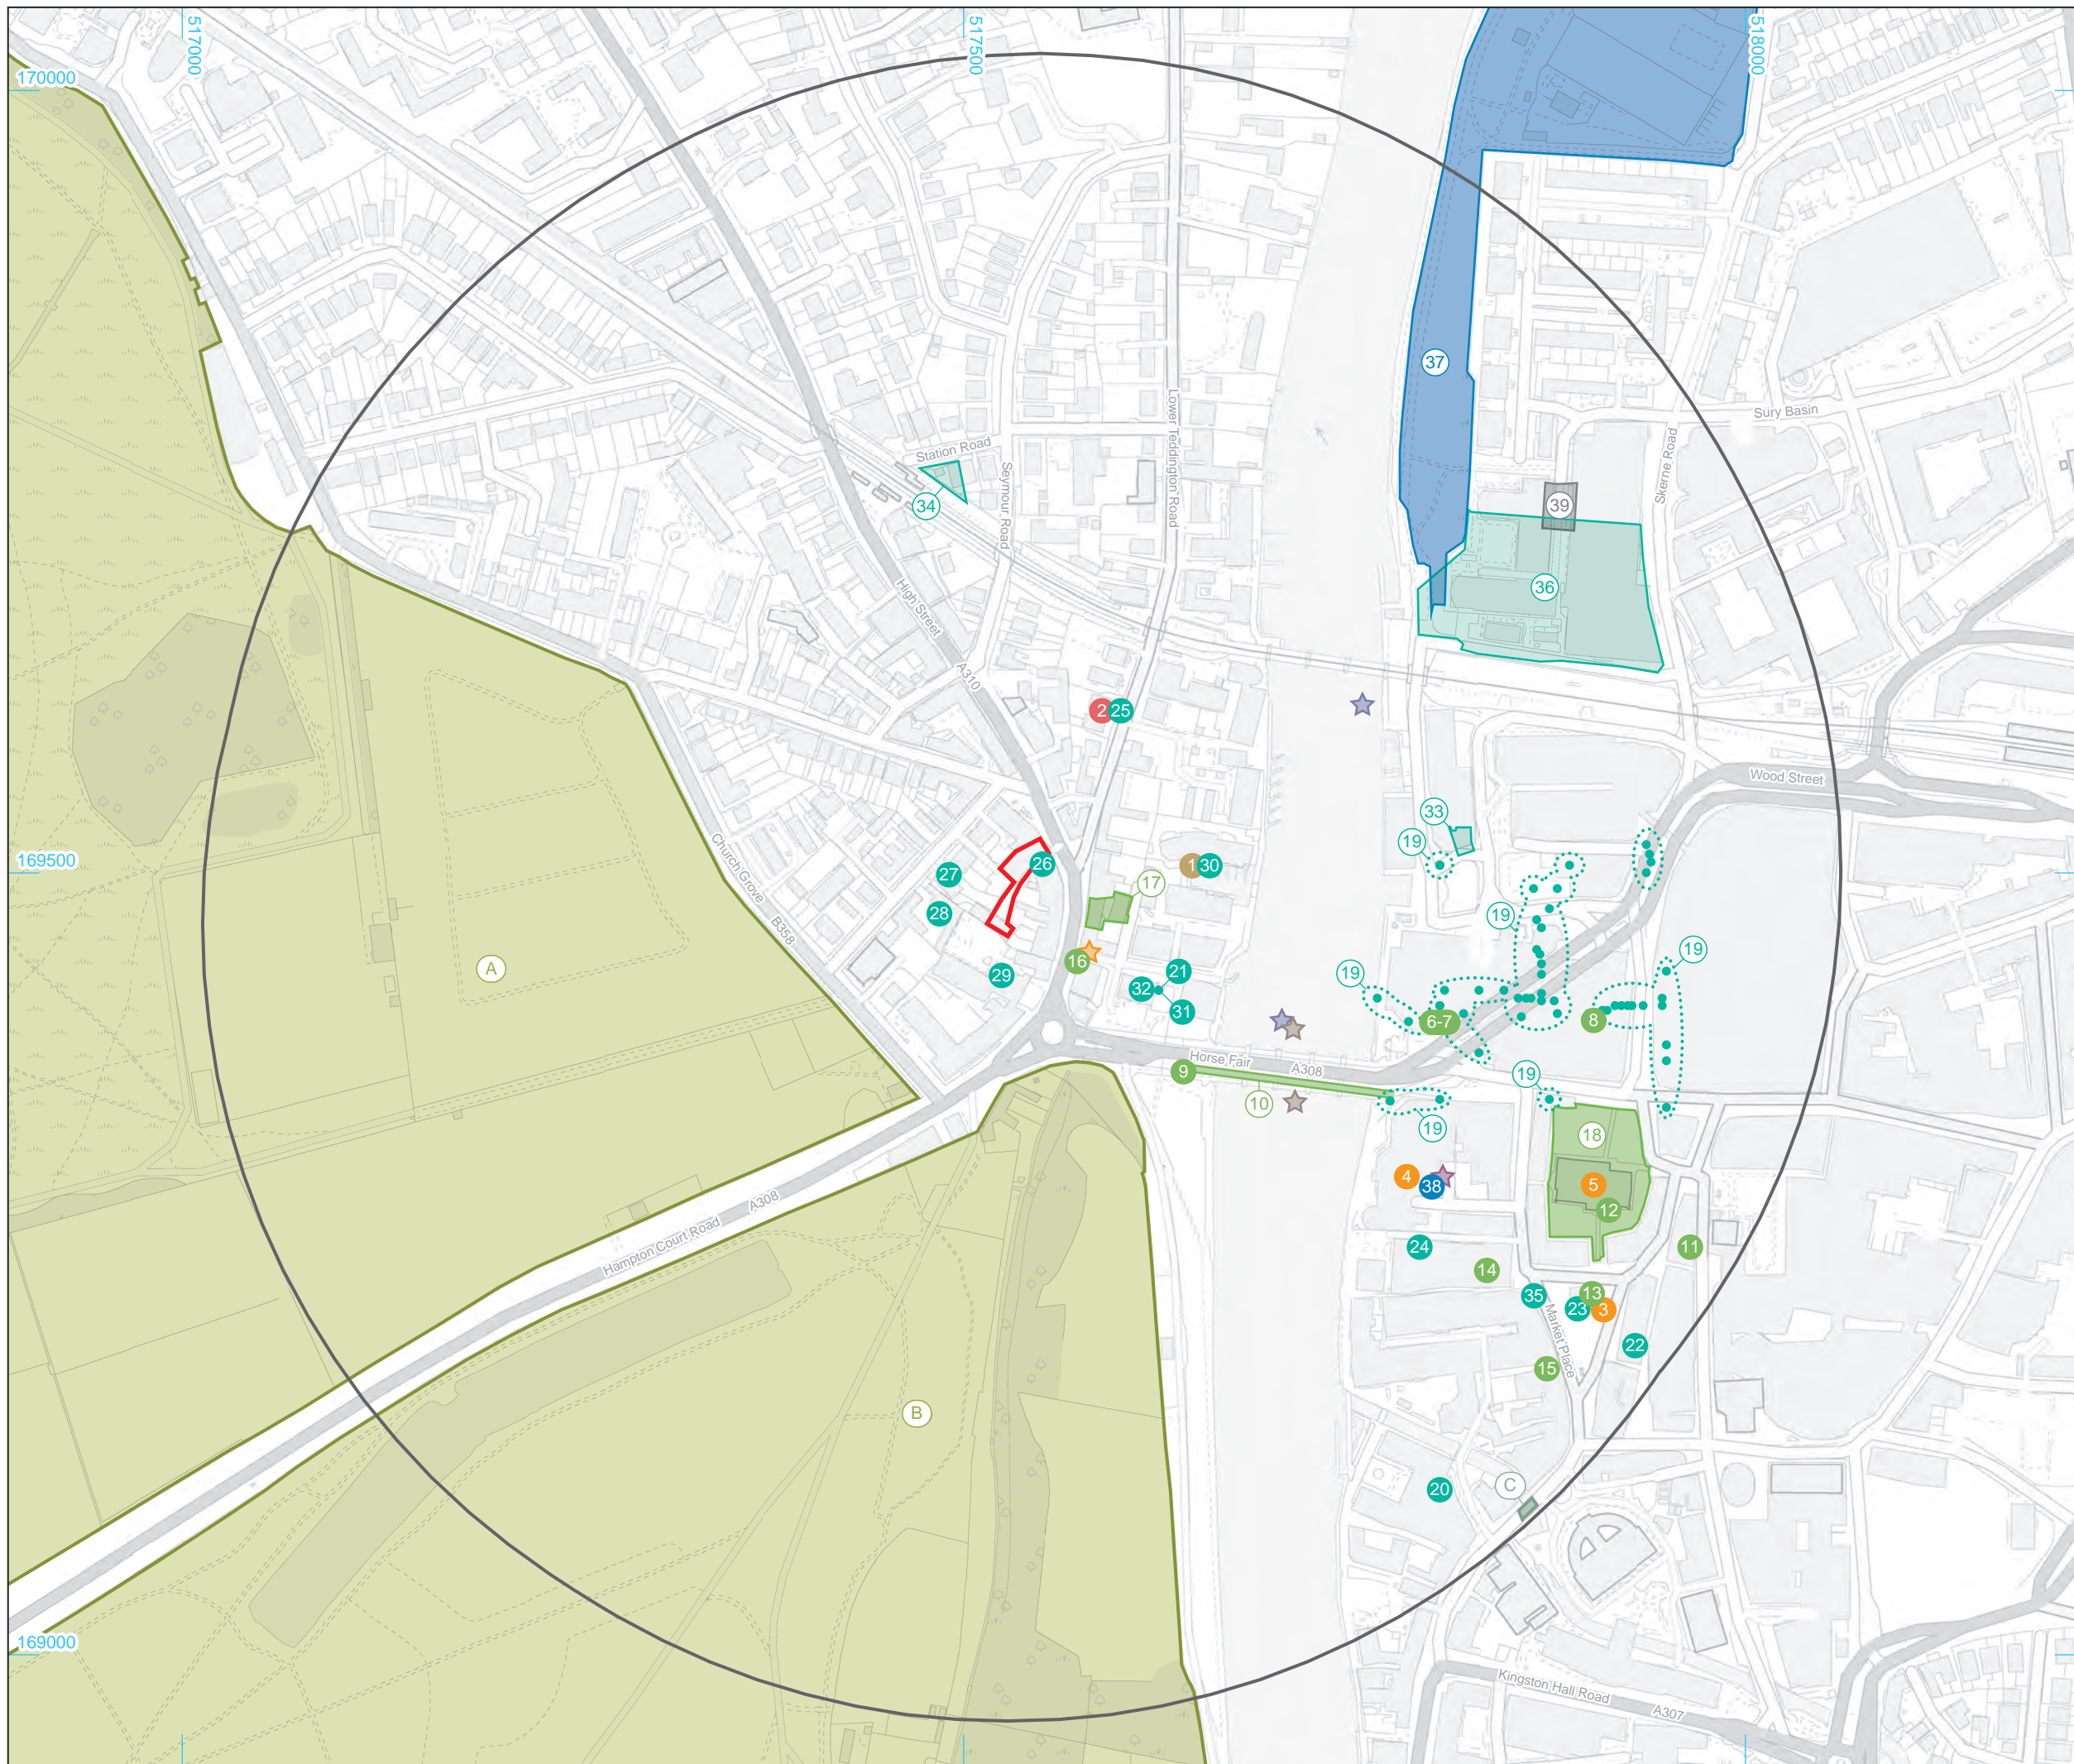 517000
517500
518000
170000
37
Sury Basin
Lower Teddington Road
Station Road
Skerne Road
Seymour Road
34
39
36
High Street
A310
2
25
Wood Street
33
19
Church Grove
B358
26
27
1
30
169500
17
28
19
19
16
A
29
21
32
31
19
6-7
8
Horse Fair
A308
9
10
19
19
18
4
38
5
12
A308
Hampton Court Road
24
11
14
35
13
23
3
Market Place
22
15
B
C
20
169000
Kingston Hall Road
A307